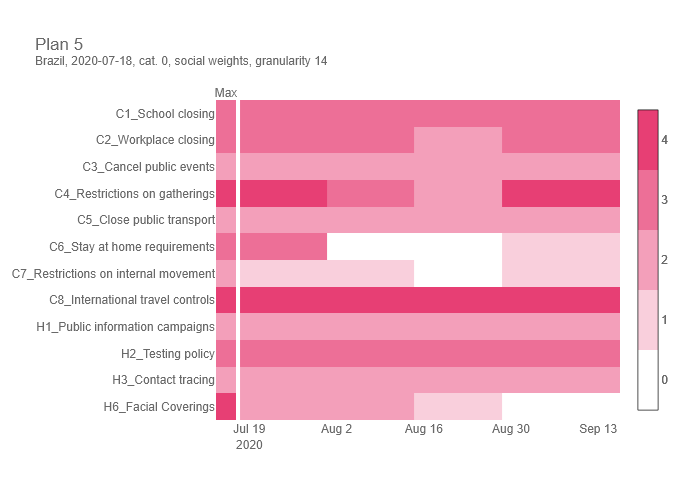 Plan 5
Brazil, 2020-07-18, cat. 0, social weights, granularity 14
Max
C1_School closing
C2_Workplace closing
C3_Cancel public events
C4_Restrictions on gatherings
C5_Close public transport
C6_Stay at home requirements
C7_Restrictions on internal movement
C8_International travel controls
H1_Public information campaigns
H2_Testing policy
H3_Contact tracing
H6_Facial Coverings
Jul 19 Aug 2 Aug 16 Aug 30 Sep 13
2020
4
3
2
1
0